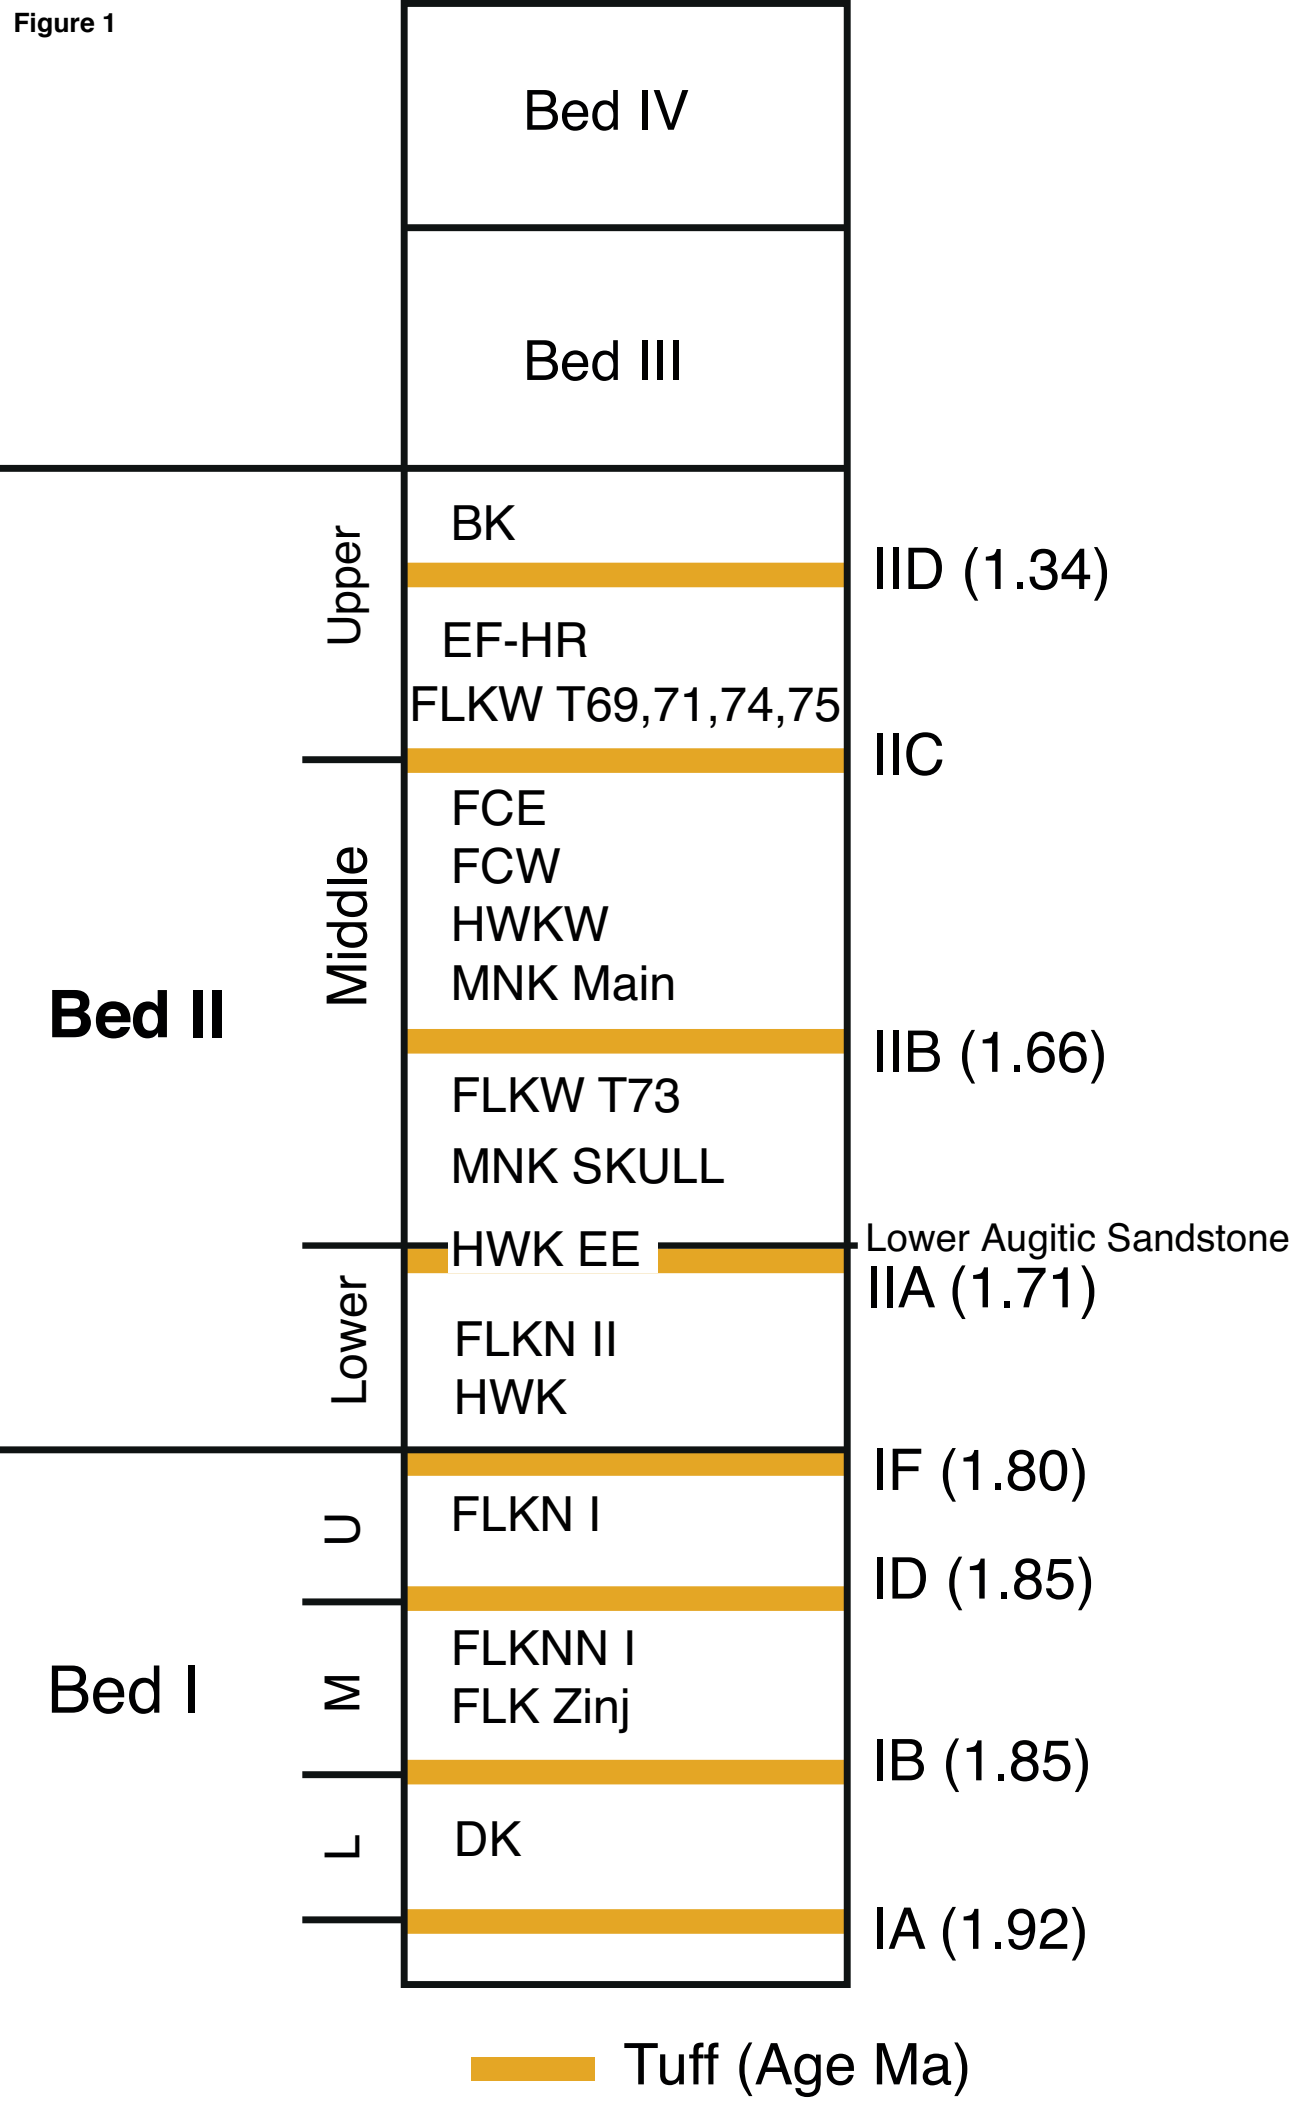 Figure 1
Bed IV
Bed III
Upper
BK
IID (1.34)
EF-HR
FLKW T69,71,74,75
IIC
Middle
FCE
FCW
HWKW
MNK Main
Bed II
IIB (1.66)
FLKW T73
MNK SKULL
HWK EE
Lower Augitic Sandstone
IIA (1.71)
Lower
FLKN II
HWK
IF (1.80)
U
FLKN I
ID (1.85)
FLKNN I
Bed I
M
FLK Zinj
IB (1.85)
L
DK
IA (1.92)
Tuff (Age Ma)